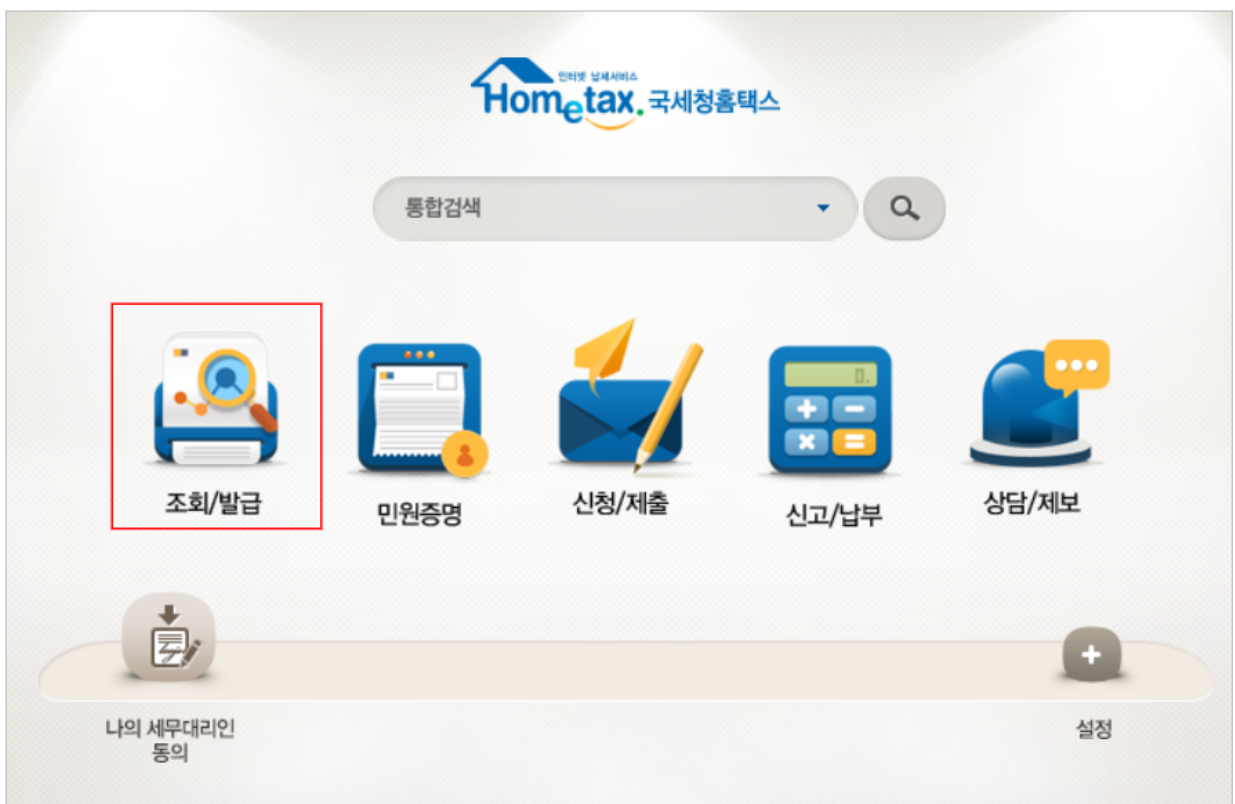 인터넷 납세서비스
Hometax. 국세청홈택스
통합검색
0.
조회/발급
민원증명
신청/제출
신고/납부
상담/제보
나의 세무대리인
동의
설정